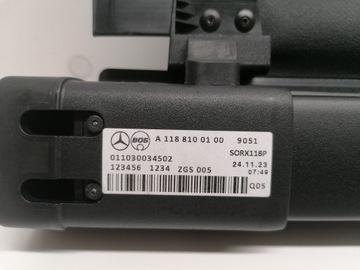 BOS A 118 810 01 00 9051
011030034502 SORX118P
123456 1234 ZGS 005 24.11.23
07:49
Q05